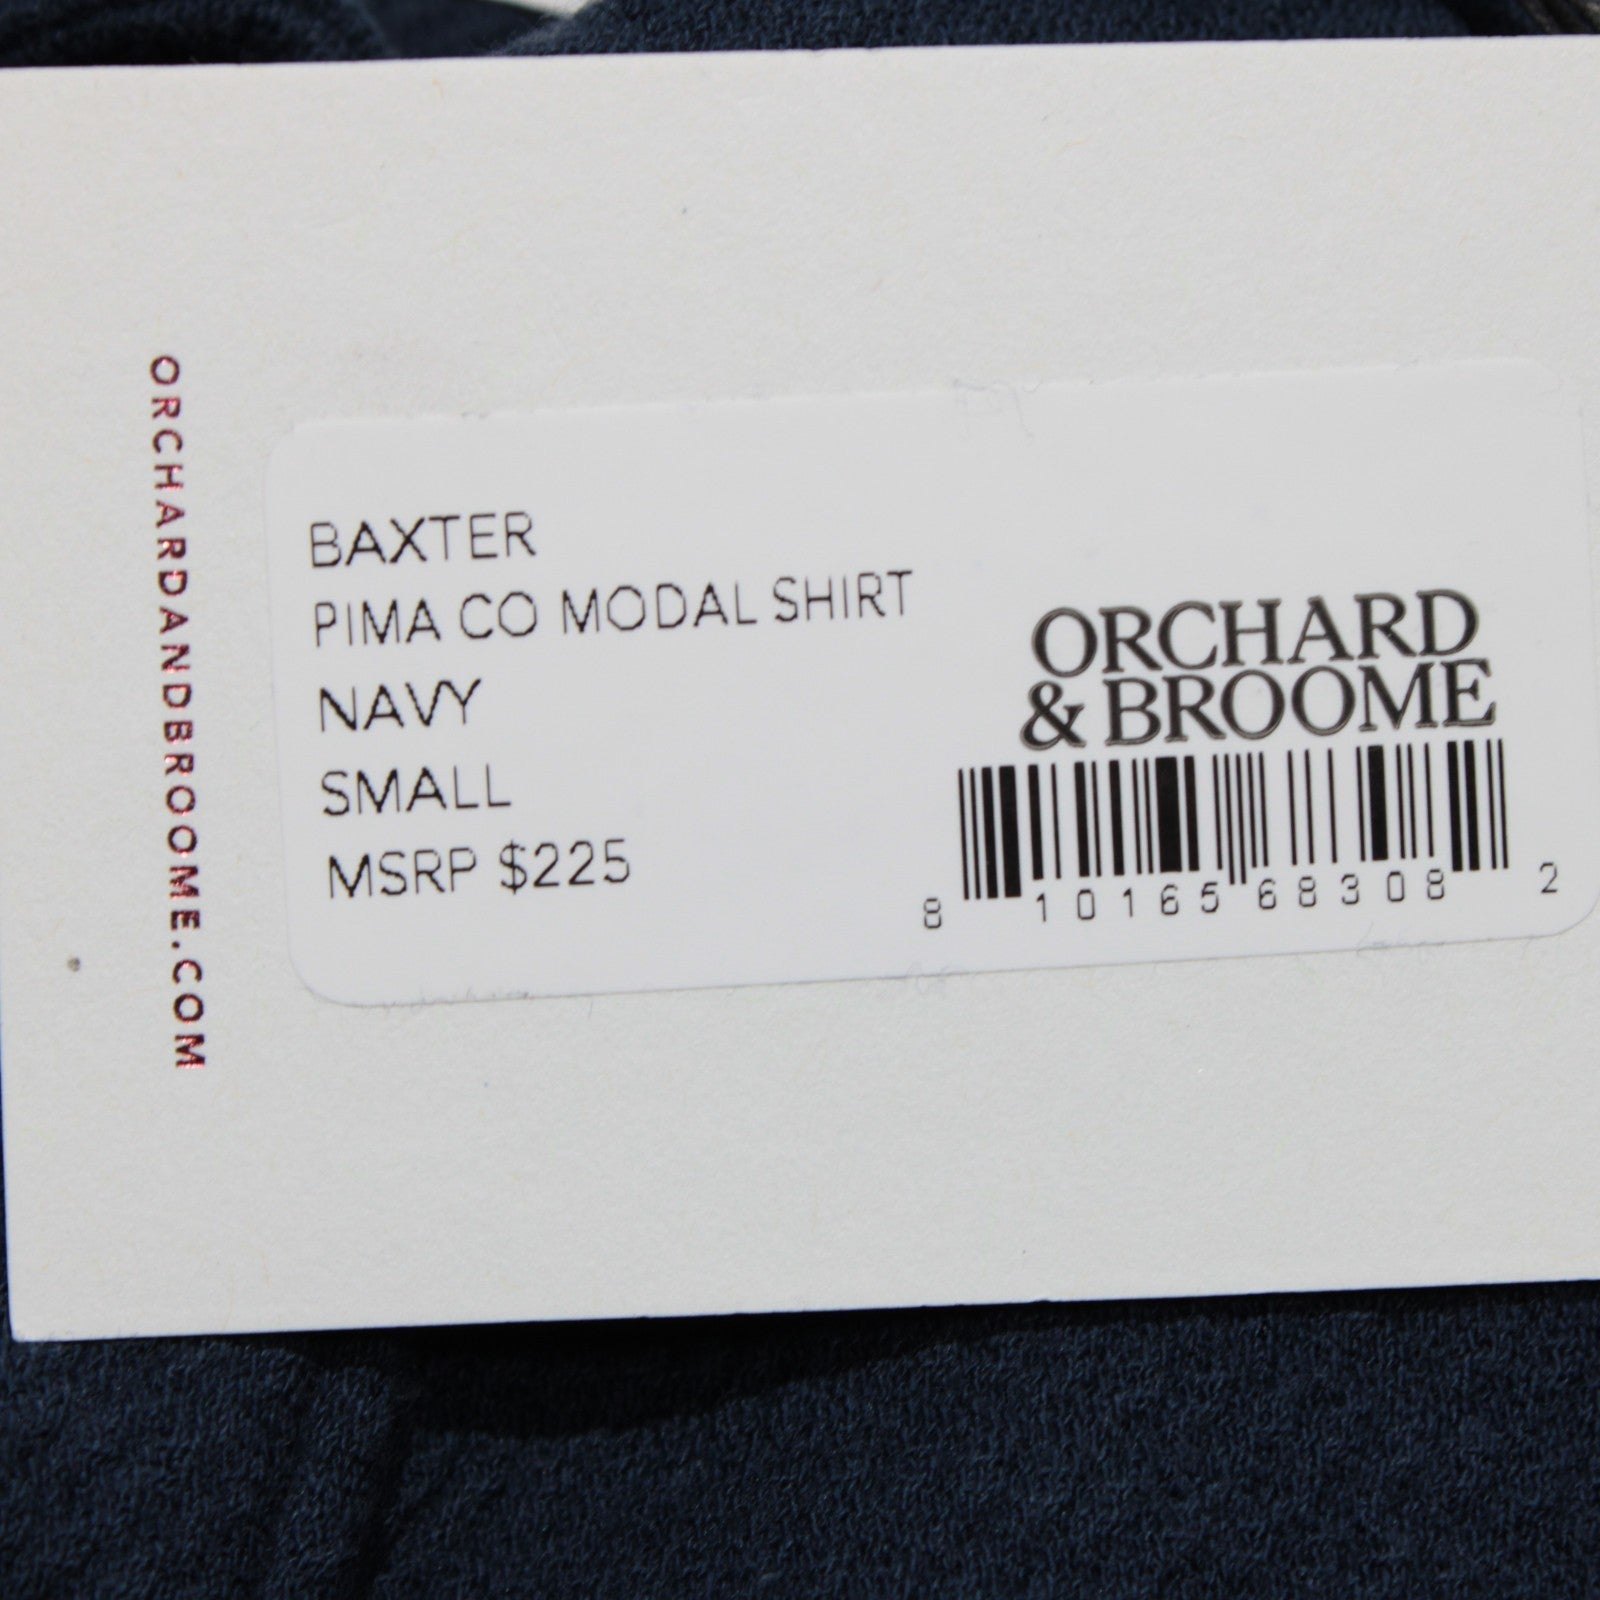 ORCHARDANDBROOME.COM
BAXTER
PIMA CO MODAL SHIRT
NAVY
SMALL
MSRP $225
ORCHARD
& BROOME
8 10165 68308 2